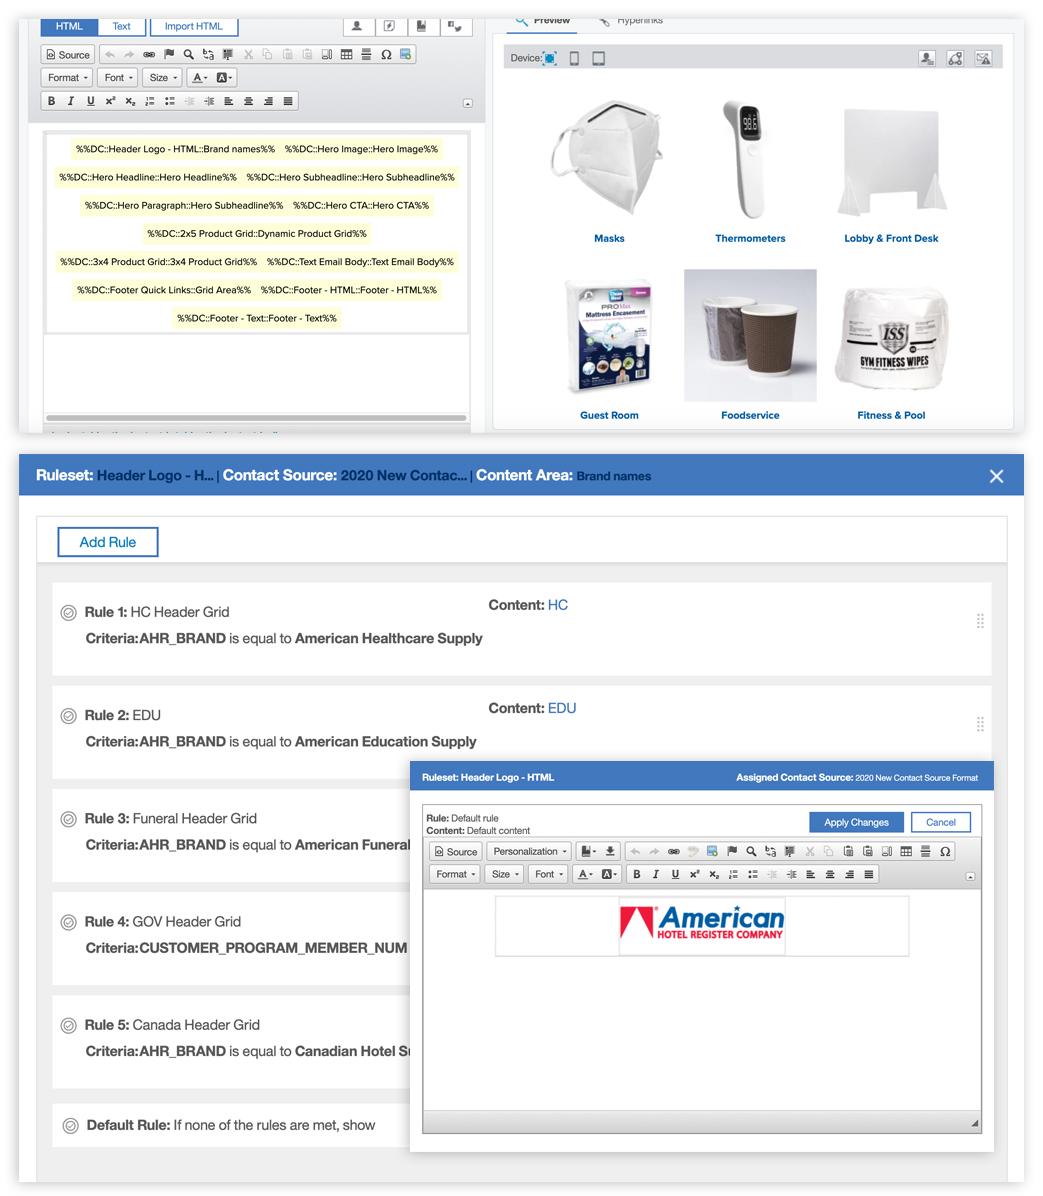 HTML
Text
Import HTML
Preview
Hyperlinks
Source
Format
Font
Size
A
A
B I U x² x₂
Device:
98.6
%%DC::Header Logo - HTML::Brand names%% %%DC::Hero Image::Hero Image%%
%%DC::Hero Headline::Hero Headline%% %%DC::Hero Subheadline::Hero Subheadline%%
%%DC::Hero Paragraph::Hero Subheadline%% %%DC::Hero CTA::Hero CTA%%
%%DC::2x5 Product Grid::Dynamic Product Grid%%
%%DC::3x4 Product Grid::3x4 Product Grid%% %%DC::Text Email Body::Text Email Body%%
%%DC::Footer Quick Links::Grid Area%% %%DC::Footer - HTML::Footer - HTML%%
%%DC::Footer - Text::Footer - Text%%
Masks
Thermometers
Lobby & Front Desk
PROMax
Mattress Encasement
ISS
GYM FITNESS WIPES
Guest Room
Foodservice
Fitness & Pool
Ruleset: Header Logo - H... | Contact Source: 2020 New Contac... | Content Area: Brand names
Add Rule
Rule 1: HC Header Grid
Content: HC
Criteria:AHR_BRAND is equal to American Healthcare Supply
Rule 2: EDU
Content: EDU
Criteria:AHR_BRAND is equal to American Education Supply
Rule 3: Funeral Header Grid
Criteria:AHR_BRAND is equal to American Funeral
Rule 4: GOV Header Grid
Criteria:CUSTOMER_PROGRAM_MEMBER_NUM
Rule 5: Canada Header Grid
Criteria:AHR_BRAND is equal to Canadian Hotel Su
Default Rule: If none of the rules are met, show
Ruleset: Header Logo - HTML
Assigned Contact Source: 2020 New Contact Source Format
Rule: Default rule
Content: Default content
Apply Changes
Cancel
Source
Personalization
Format
Size
Font
A
A
B I U x² x₂
American
HOTEL REGISTER COMPANY